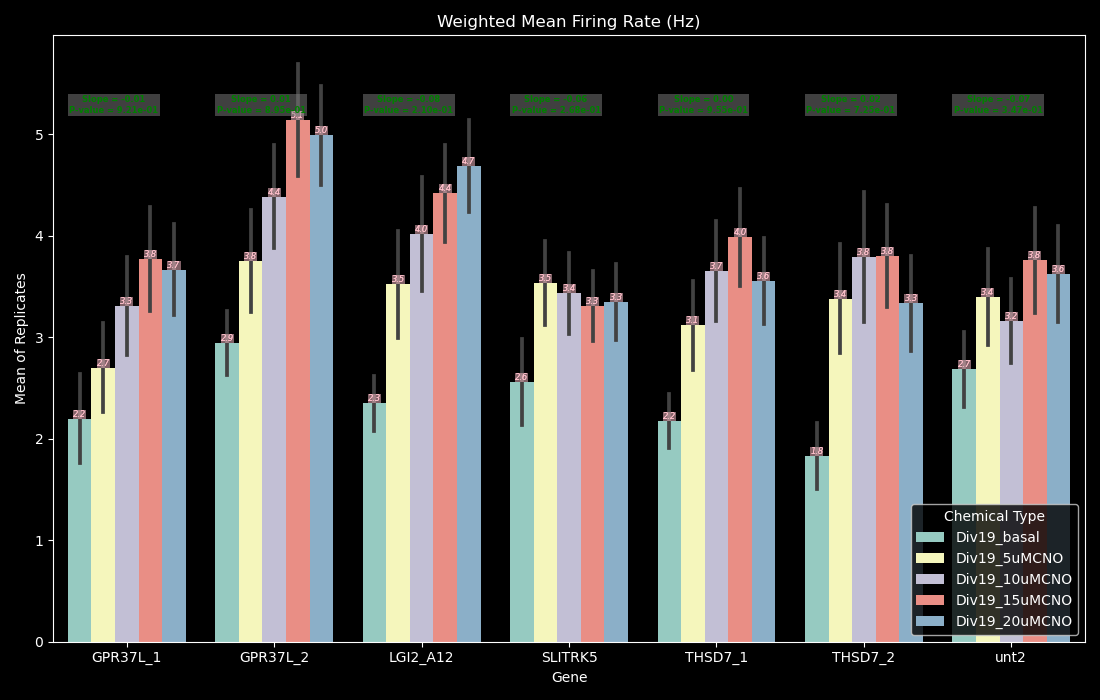 Weighted Mean Firing Rate (Hz)
Mean of Replicates
5
4
3
2
1
0
2.2
2.7
3.3
3.8
3.7
2.9
3.8
4.4
5.1
5.0
2.3
3.5
4.0
4.4
4.7
2.6
3.5
3.4
3.3
3.3
2.2
3.1
3.7
4.0
3.6
1.8
3.4
3.8
3.8
3.3
2.7
3.4
3.2
3.8
3.6
Chemical Type
Div19_basal
Div19_5uMCNO
Div19_10uMCNO
Div19_15uMCNO
Div19_20uMCNO
GPR37L_1
GPR37L_2
LGI2_A12
SLITRK5
THSD7_1
THSD7_2
unt2
Gene